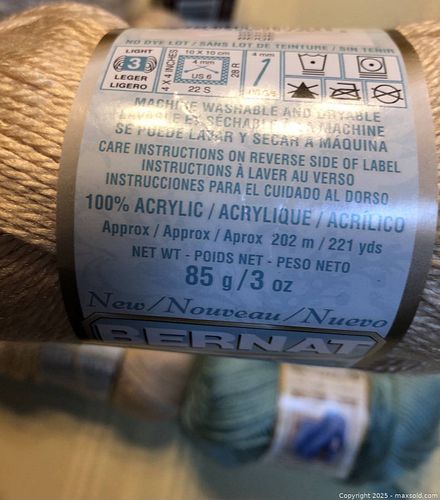 NO DYE LOT / SANS LOT DE TEINTURE / SIN TEÑIR
LIGHT
3
LEGER
LIGERO
4 X 4 INCHES
10 X 10 cm
4 mm
US 6
22 S
28 R
4 mm
MACHINE WASHABLE AND DRYABLE
LAVABLE ET SÉCHABLE À LA MACHINE
SE PUEDE LAVAR Y SECAR A MÁQUINA
CARE INSTRUCTIONS ON REVERSE SIDE OF LABEL
INSTRUCTIONS À LAVER AU VERSO
INSTRUCCIONES PARA EL CUIDADO AL DORSO
100% ACRYLIC / ACRYLIQUE / ACRÍLICO
Approx / Approx / Aprox 202 m / 221 yds
NET WT - POIDS NET - PESO NETO
85 g / 3 oz
New/Nouveau/Nuevo
BERNAT
Copyright 2025 - maxsold.com